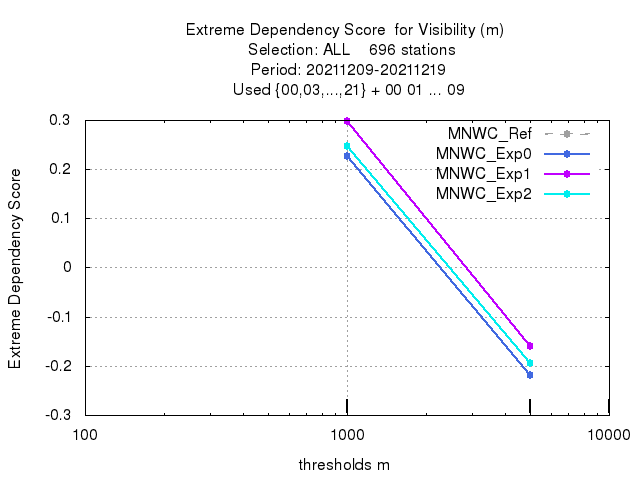 Extreme Dependency Score  for Visibility (m)
Selection: ALL    696 stations
Period: 20211209-20211219
Used {00,03,...,21} + 00 01 ... 09
MNWC_Ref
MNWC_Exp0
MNWC_Exp1
MNWC_Exp2
Extreme Dependency Score
0.3
0.2
0.1
0
-0.1
-0.2
-0.3
100
1000
10000
thresholds m